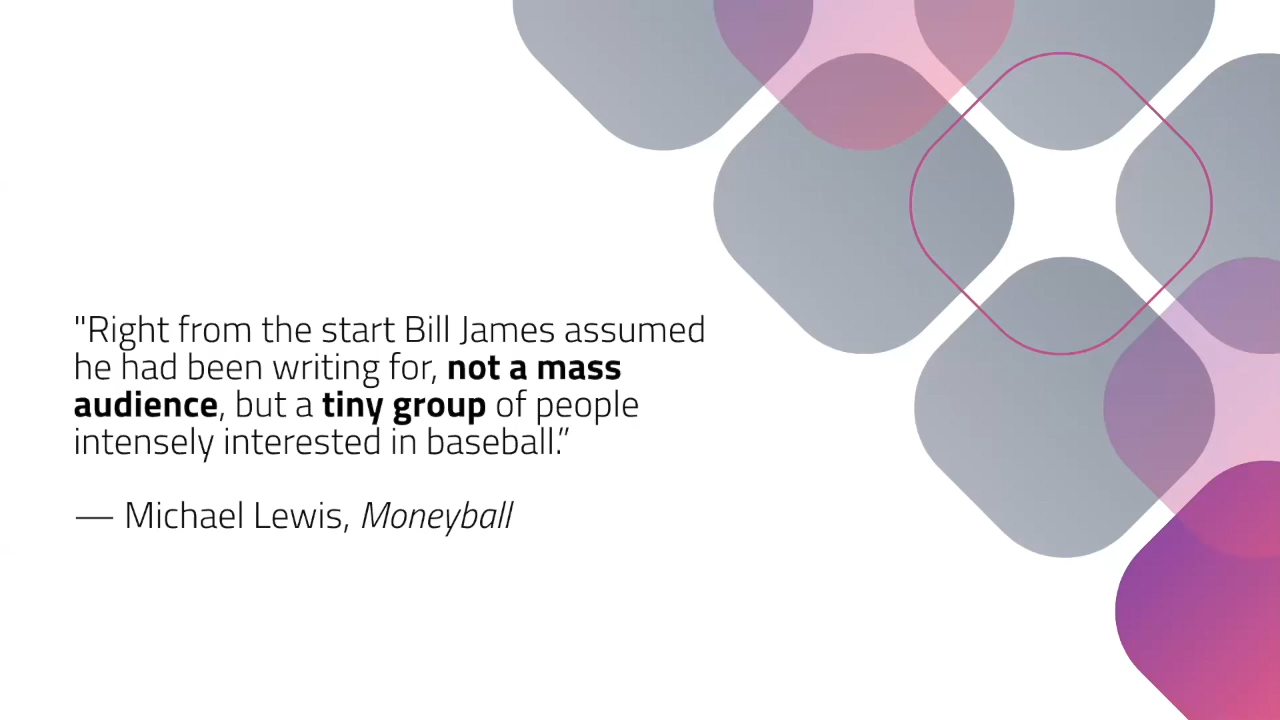 "Right from the start Bill James assumed
he had been writing for, not a mass
audience, but a tiny group of people
intensely interested in baseball.”
— Michael Lewis, Moneyball